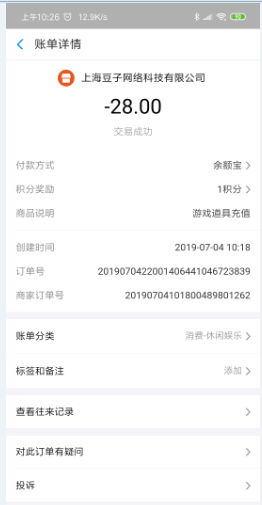 上午10:26 12.9K/s 50
账单详情
上海豆子网络科技有限公司
-28.00
交易成功
付款方式 余额宝
积分奖励 1积分
商品说明 游戏道具充值
创建时间 2019-07-04 10:18
订单号 2019070422001406441046723839
商家订单号 20190704101800489801262
账单分类 消费-休闲娱乐
标签和备注 添加
查看往来记录
对此订单有疑问
投诉